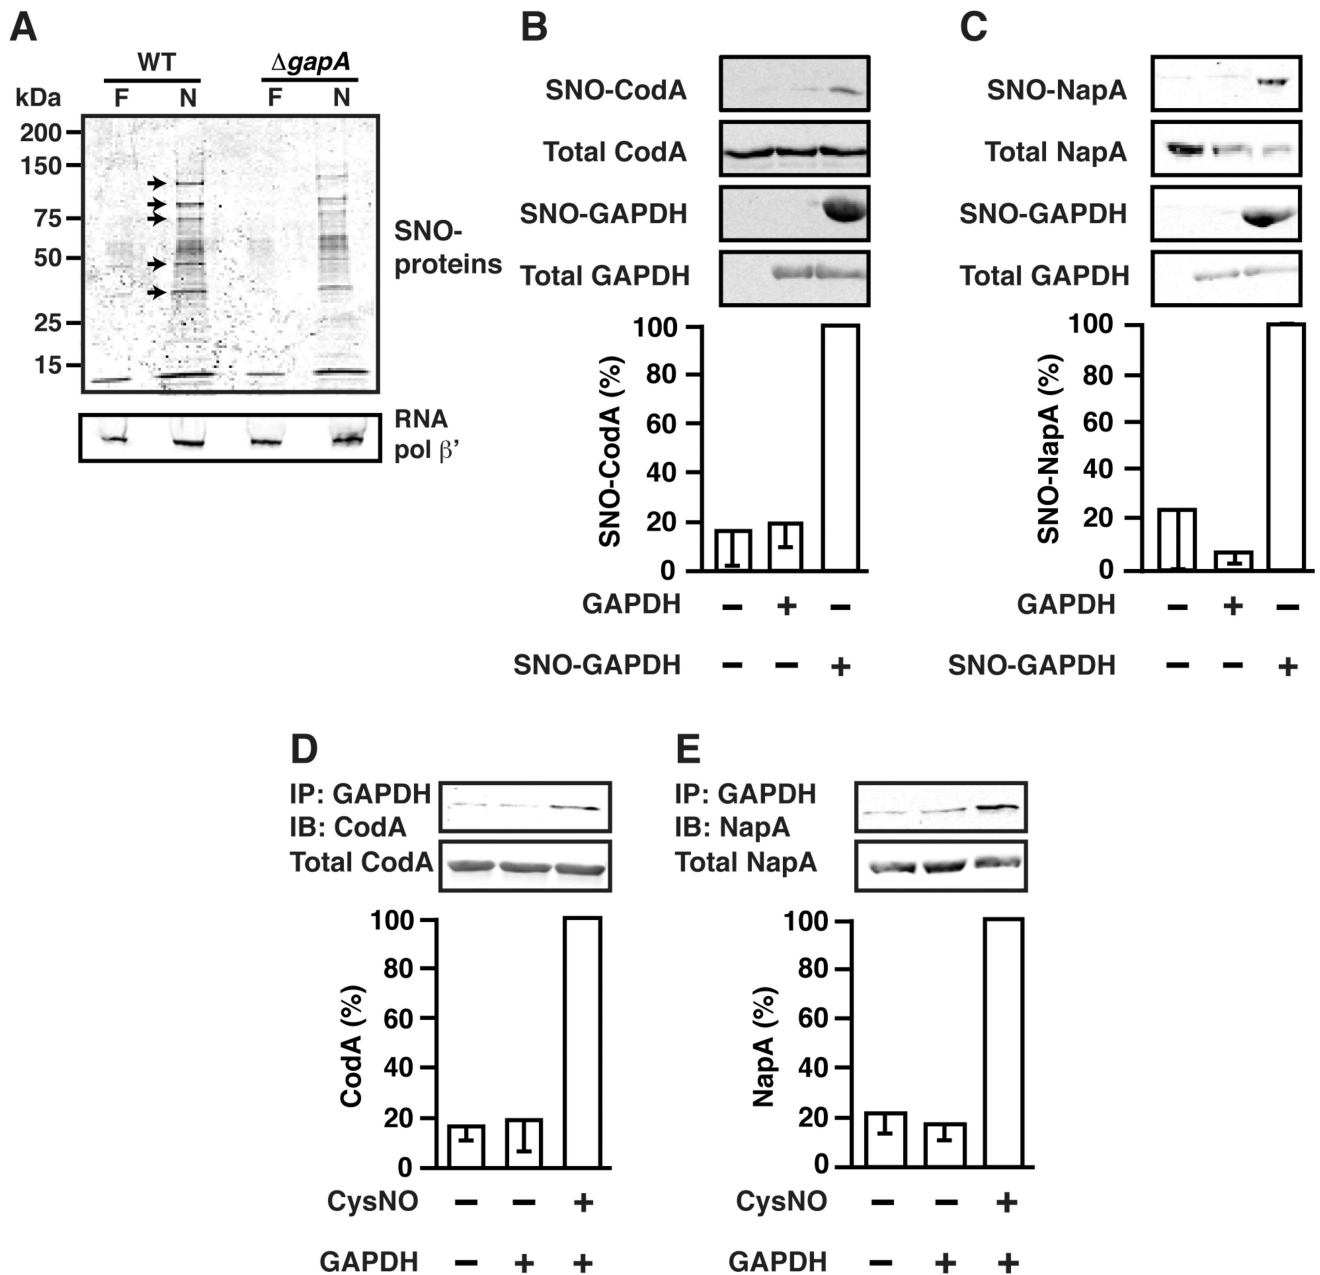 A
WT
ΔgapA
kDa
F
N
F
N
200
150
75
50
25
15
SNO-
proteins
RNA
pol β’
B
SNO-CodA
Total CodA
SNO-GAPDH
Total GAPDH
SNO-CodA (%)
100
80
60
40
20
0
GAPDH − + −
SNO-GAPDH − − +
C
SNO-NapA
Total NapA
SNO-GAPDH
Total GAPDH
SNO-NapA (%)
100
80
60
40
20
0
GAPDH − + −
SNO-GAPDH − − +
D
IP: GAPDH
IB: CodA
Total CodA
CodA (%)
100
80
60
40
20
0
CysNO − − +
GAPDH − + +
E
IP: GAPDH
IB: NapA
Total NapA
NapA (%)
100
80
60
40
20
0
CysNO − − +
GAPDH − + +